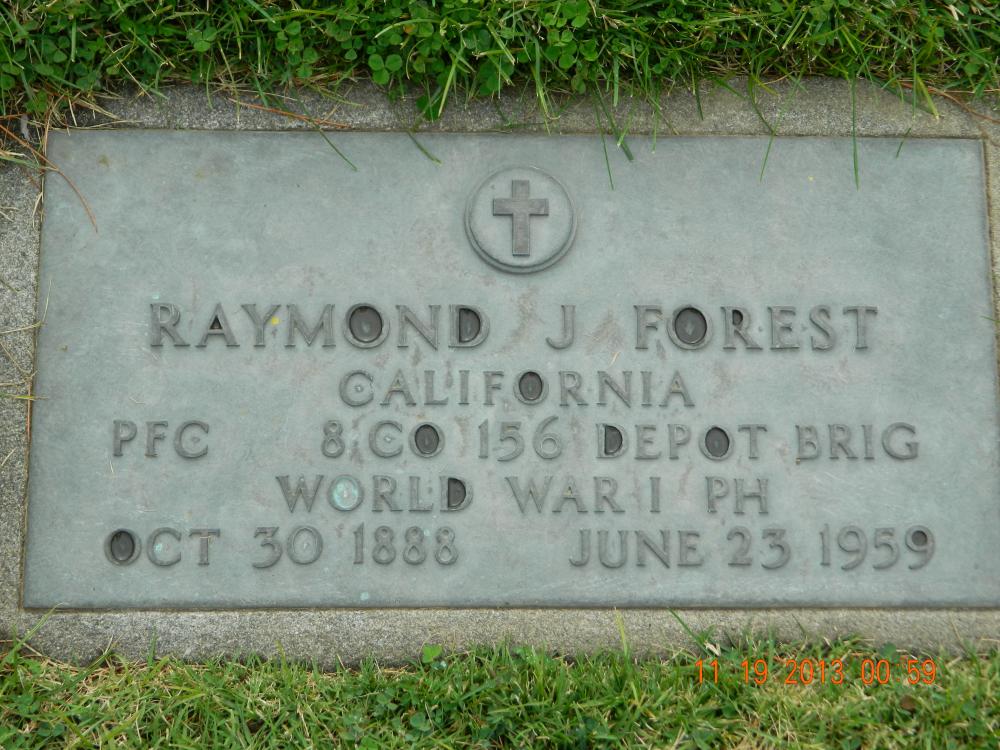 RAYMOND J FOREST
CALIFORNIA
PFC 8 CO 156 DEPOT BRIG
WORLD WAR I PH
OCT 30 1888 JUNE 23 1959
11 19 2013 00:59